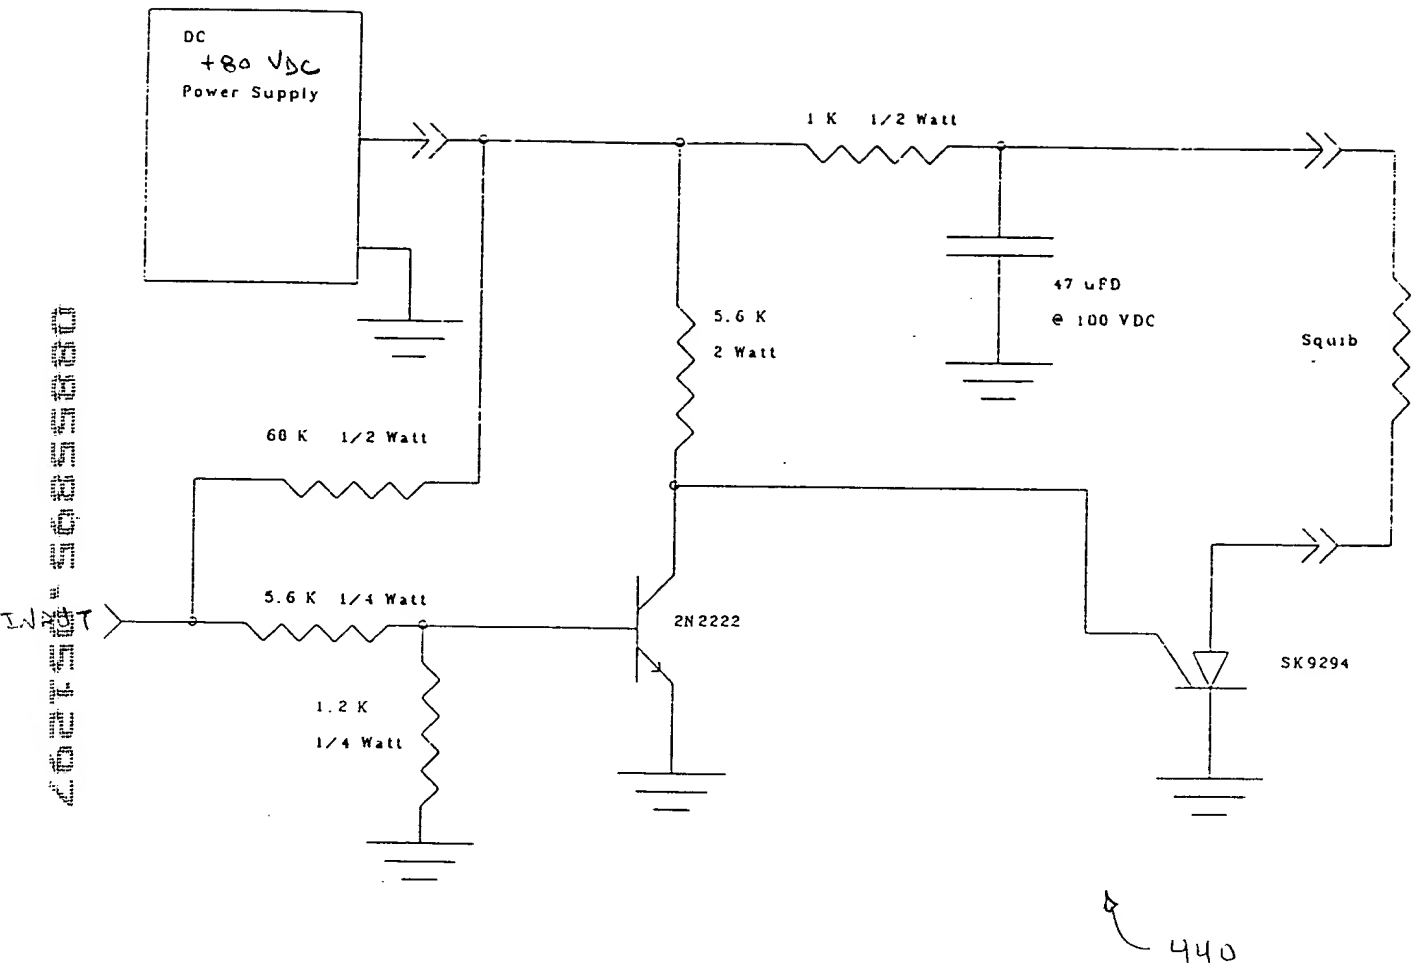 DC
+80 VDC
Power Supply
1 K 1/2 Watt
47 uFD
@ 100 VDC
5.6 K
2 Watt
Squib
68 K 1/2 Watt
5.6 K 1/4 Watt
INPUT
2N2222
SK9294
1.2 K
1/4 Watt
440